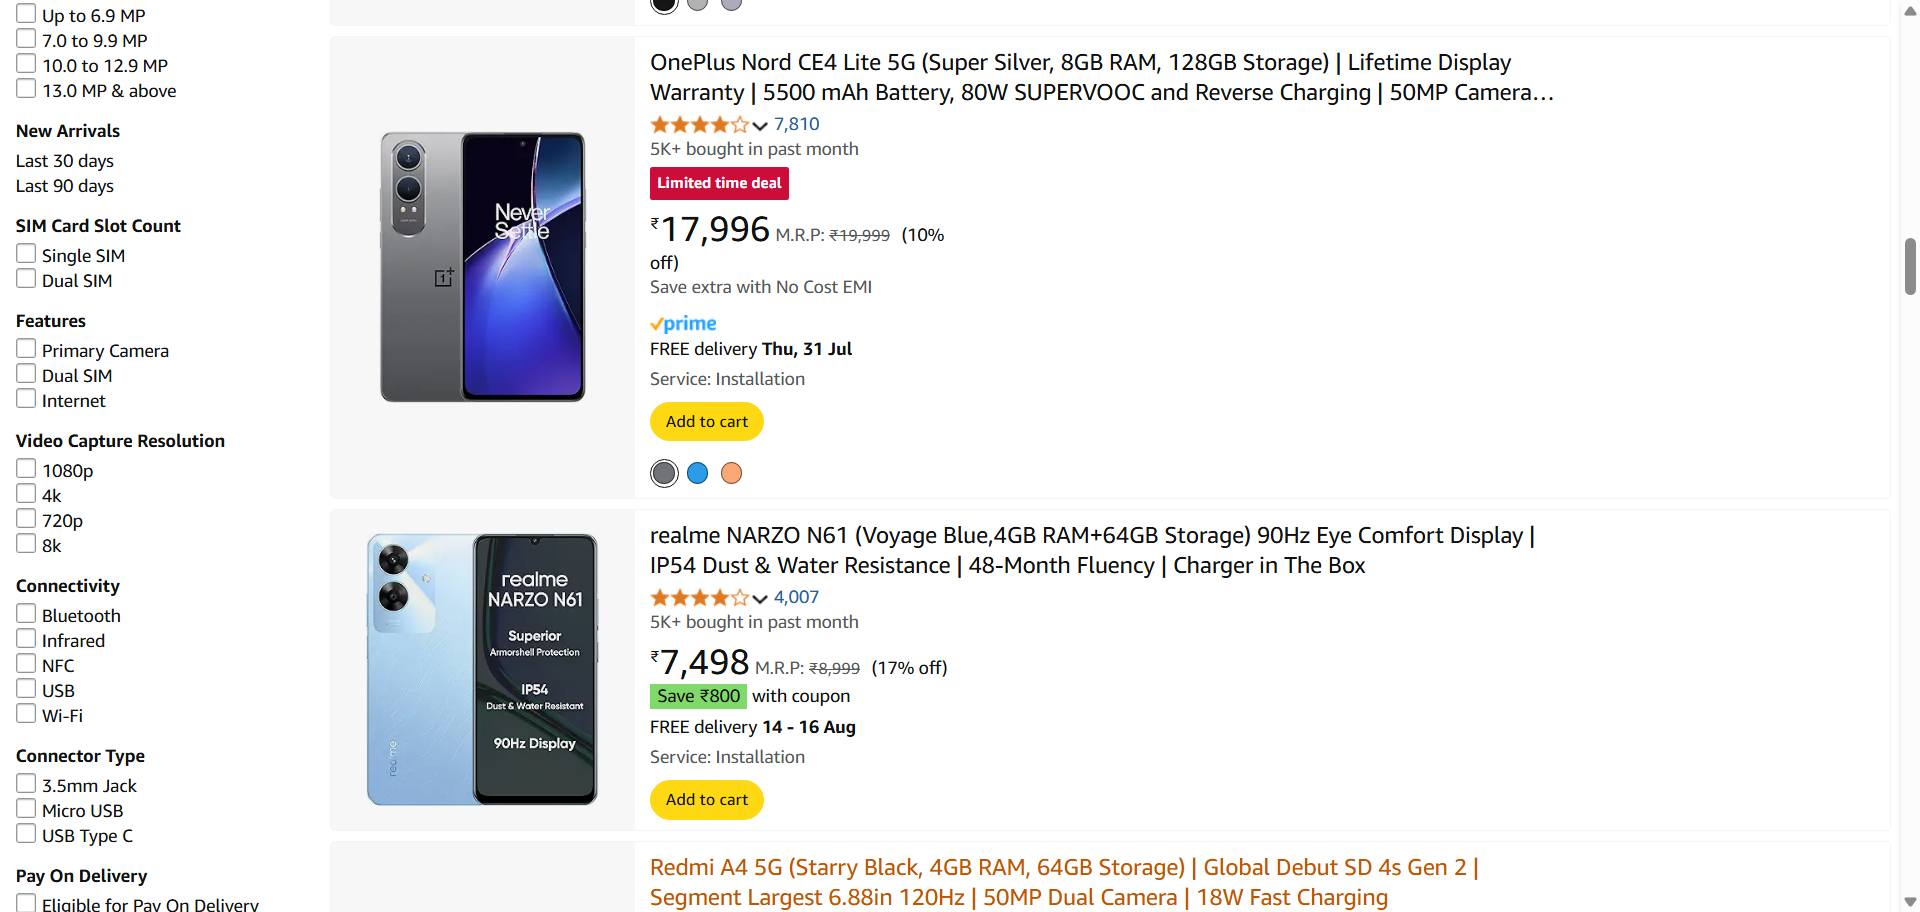 Up to 6.9 MP
7.0 to 9.9 MP
10.0 to 12.9 MP
13.0 MP & above
New Arrivals
Last 30 days
Last 90 days
SIM Card Slot Count
Single SIM
Dual SIM
Features
Primary Camera
Dual SIM
Internet
Video Capture Resolution
1080p
4k
720p
8k
Connectivity
Bluetooth
Infrared
NFC
USB
Wi-Fi
Connector Type
3.5mm Jack
Micro USB
USB Type C
Pay On Delivery
Eligible for Pay On Delivery
Never
Settle
OnePlus Nord CE4 Lite 5G (Super Silver, 8GB RAM, 128GB Storage) | Lifetime Display
Warranty | 5500 mAh Battery, 80W SUPERVOOC and Reverse Charging | 50MP Camera…
7,810
5K+ bought in past month
Limited time deal
₹17,996 M.R.P: ₹19,999 (10%
off)
Save extra with No Cost EMI
prime
FREE delivery Thu, 31 Jul
Service: Installation
Add to cart
realme
NARZO N61
Superior
Armorshell Protection
IP54
Dust & Water Resistant
90Hz Display
realme
realme NARZO N61 (Voyage Blue,4GB RAM+64GB Storage) 90Hz Eye Comfort Display |
IP54 Dust & Water Resistance | 48-Month Fluency | Charger in The Box
4,007
5K+ bought in past month
₹7,498 M.R.P: ₹8,999 (17% off)
Save ₹800 with coupon
FREE delivery 14 - 16 Aug
Service: Installation
Add to cart
Redmi A4 5G (Starry Black, 4GB RAM, 64GB Storage) | Global Debut SD 4s Gen 2 |
Segment Largest 6.88in 120Hz | 50MP Dual Camera | 18W Fast Charging